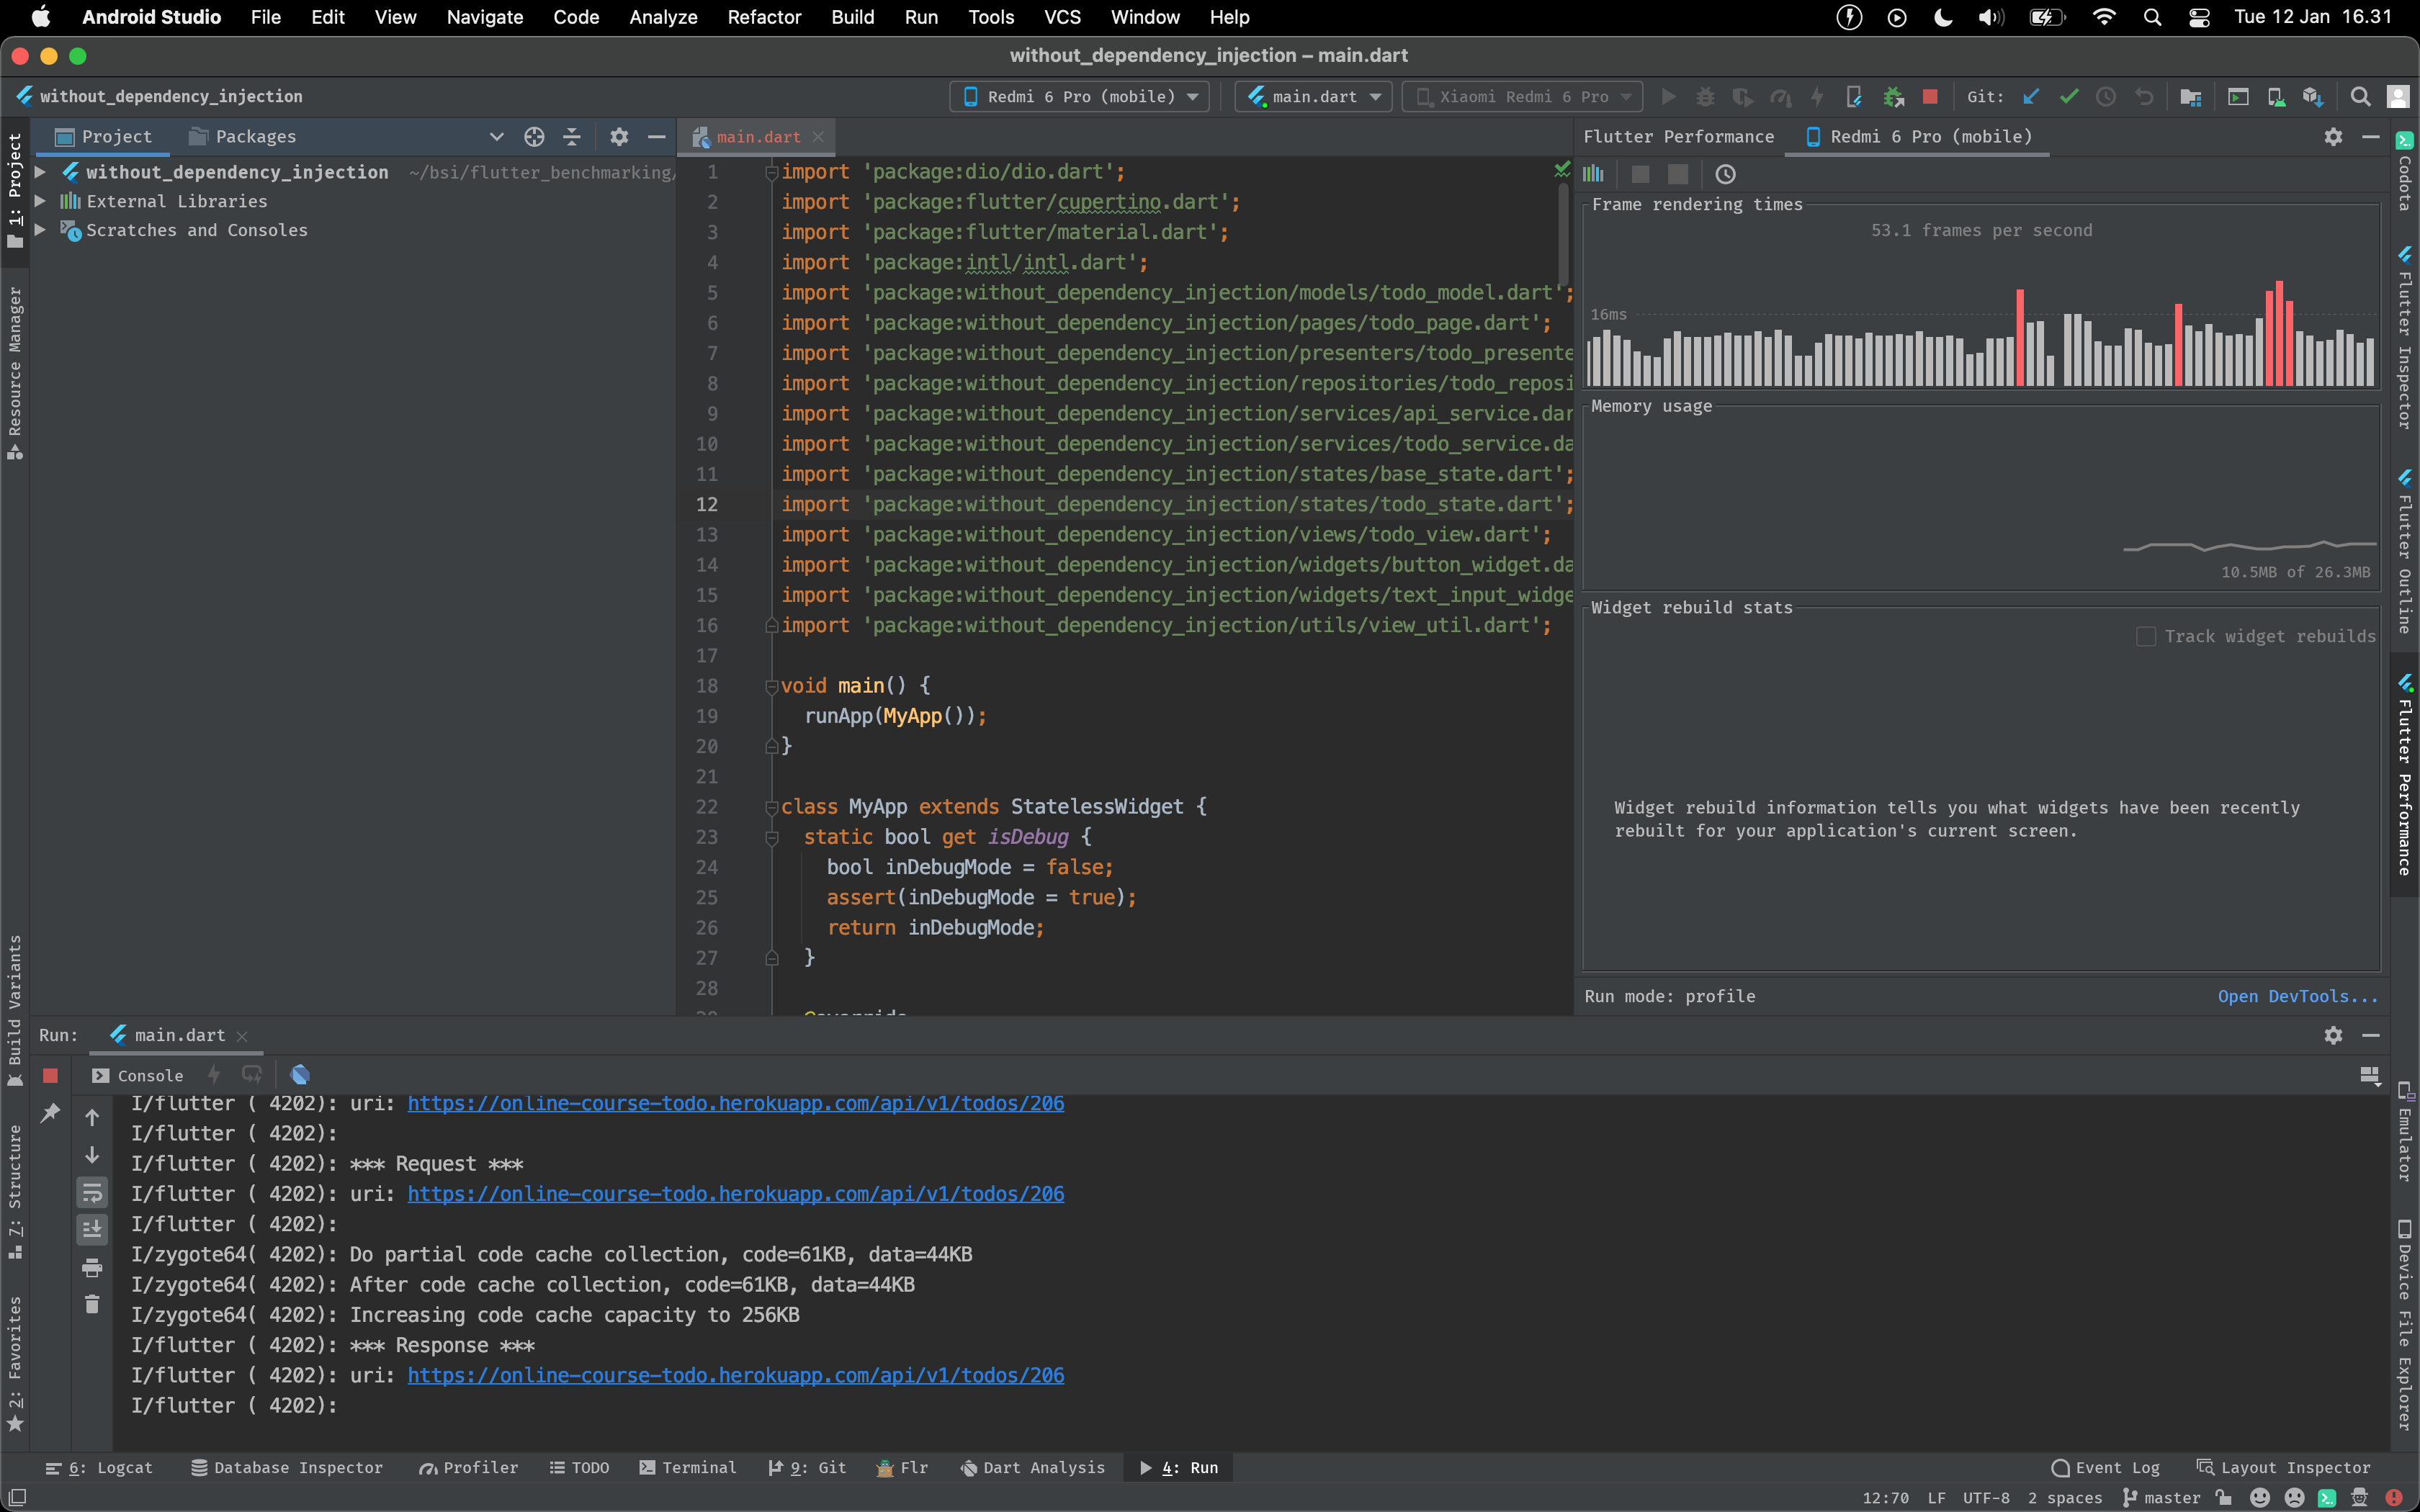 Android Studio File Edit View Navigate Code Analyze Refactor Build Run Tools VCS Window Help Tue 12 Jan 16.31
without_dependency_injection – main.dart
without_dependency_injection Redmi 6 Pro (mobile) main.dart Xiaomi Redmi 6 Pro Git:
1: Project
Resource Manager
Build Variants
7: Structure
2: Favorites
Project Packages
without_dependency_injection ~/bsi/flutter_benchmarking/
External Libraries
Scratches and Consoles
main.dart
1 import 'package:dio/dio.dart';
2 import 'package:flutter/cupertino.dart';
3 import 'package:flutter/material.dart';
4 import 'package:intl/intl.dart';
5 import 'package:without_dependency_injection/models/todo_model.dart';
6 import 'package:without_dependency_injection/pages/todo_page.dart';
7 import 'package:without_dependency_injection/presenters/todo_presente
8 import 'package:without_dependency_injection/repositories/todo_reposi
9 import 'package:without_dependency_injection/services/api_service.dar
10 import 'package:without_dependency_injection/services/todo_service.da
11 import 'package:without_dependency_injection/states/base_state.dart';
12 import 'package:without_dependency_injection/states/todo_state.dart';
13 import 'package:without_dependency_injection/views/todo_view.dart';
14 import 'package:without_dependency_injection/widgets/button_widget.da
15 import 'package:without_dependency_injection/widgets/text_input_widge
16 import 'package:without_dependency_injection/utils/view_util.dart';
17
18 void main() {
19 runApp(MyApp());
20 }
21
22 class MyApp extends StatelessWidget {
23 static bool get isDebug {
24 bool inDebugMode = false;
25 assert(inDebugMode = true);
26 return inDebugMode;
27 }
28
Flutter Performance Redmi 6 Pro (mobile)
Frame rendering times
53.1 frames per second
16ms
Memory usage
10.5MB of 26.3MB
Widget rebuild stats
Track widget rebuilds
Widget rebuild information tells you what widgets have been recently
rebuilt for your application's current screen.
Run mode: profile Open DevTools...
Codota
Flutter Inspector
Flutter Outline
Flutter Performance
Emulator
Device File Explorer
Run: main.dart
Console
I/flutter ( 4202): uri: https://online-course-todo.herokuapp.com/api/v1/todos/206
I/flutter ( 4202):
I/flutter ( 4202): *** Request ***
I/flutter ( 4202): uri: https://online-course-todo.herokuapp.com/api/v1/todos/206
I/flutter ( 4202):
I/zygote64( 4202): Do partial code cache collection, code=61KB, data=44KB
I/zygote64( 4202): After code cache collection, code=61KB, data=44KB
I/zygote64( 4202): Increasing code cache capacity to 256KB
I/flutter ( 4202): *** Response ***
I/flutter ( 4202): uri: https://online-course-todo.herokuapp.com/api/v1/todos/206
I/flutter ( 4202):
6: Logcat Database Inspector Profiler TODO Terminal 9: Git Flr Dart Analysis 4: Run Event Log Layout Inspector
12:70 LF UTF-8 2 spaces master